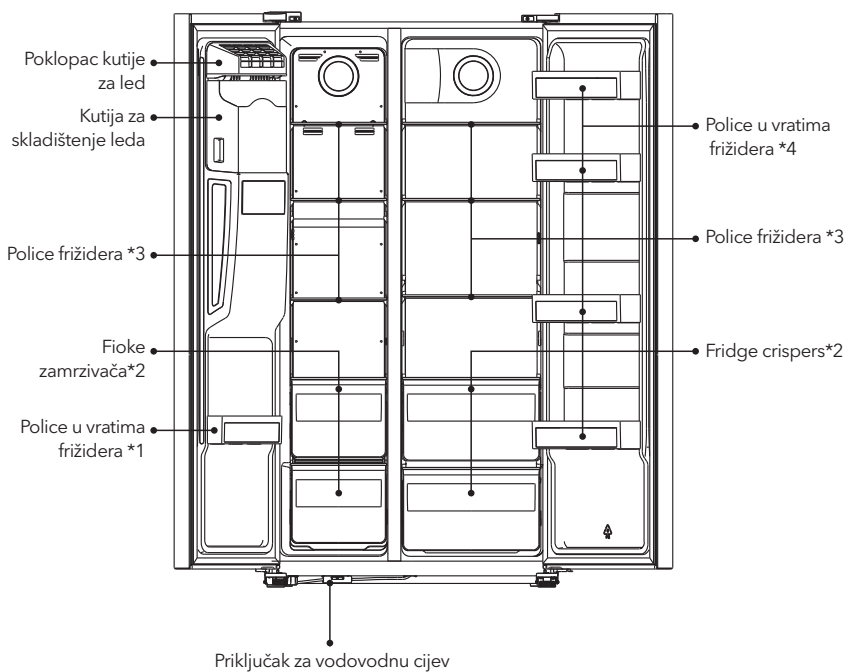 Poklopac kutije
za led
Kutija za
skladištenje leda
Police frižidera *3
Fioke
zamrzivača*2
Police u vratima
frižidera *1
Police u vratima
frižidera *4
Police frižidera *3
Fridge crispers*2
Priključak za vodovodnu cijev